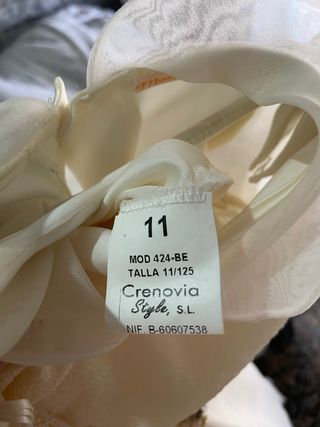 11
MOD 424-BE
TALLA 11/125
Crenovia
Style, S.L.
NIF. B-60607538